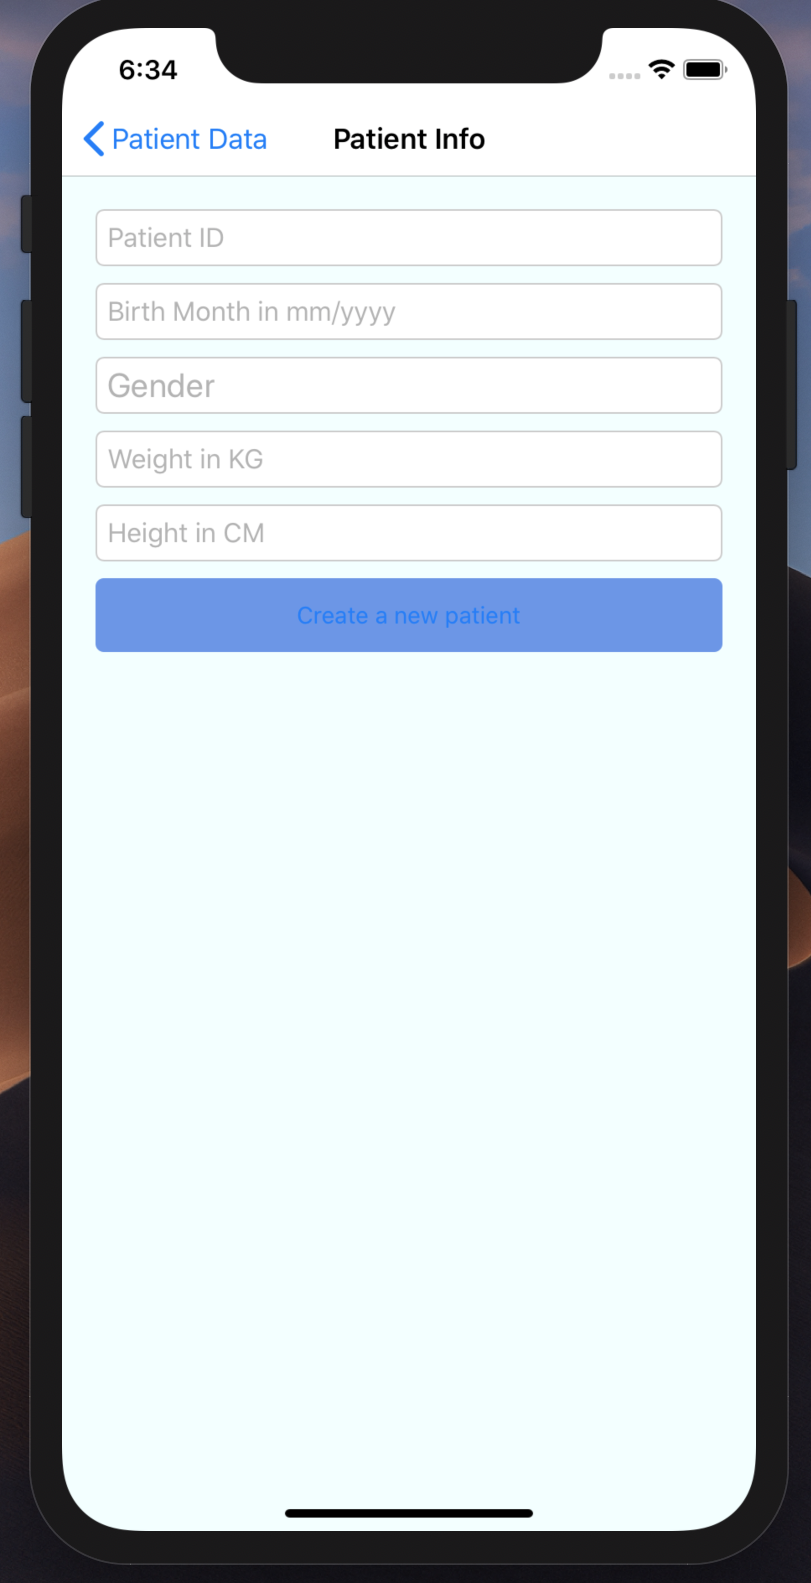 6:34
Patient Data Patient Info
Patient ID
Birth Month in mm/yyyy
Gender
Weight in KG
Height in CM
Create a new patient